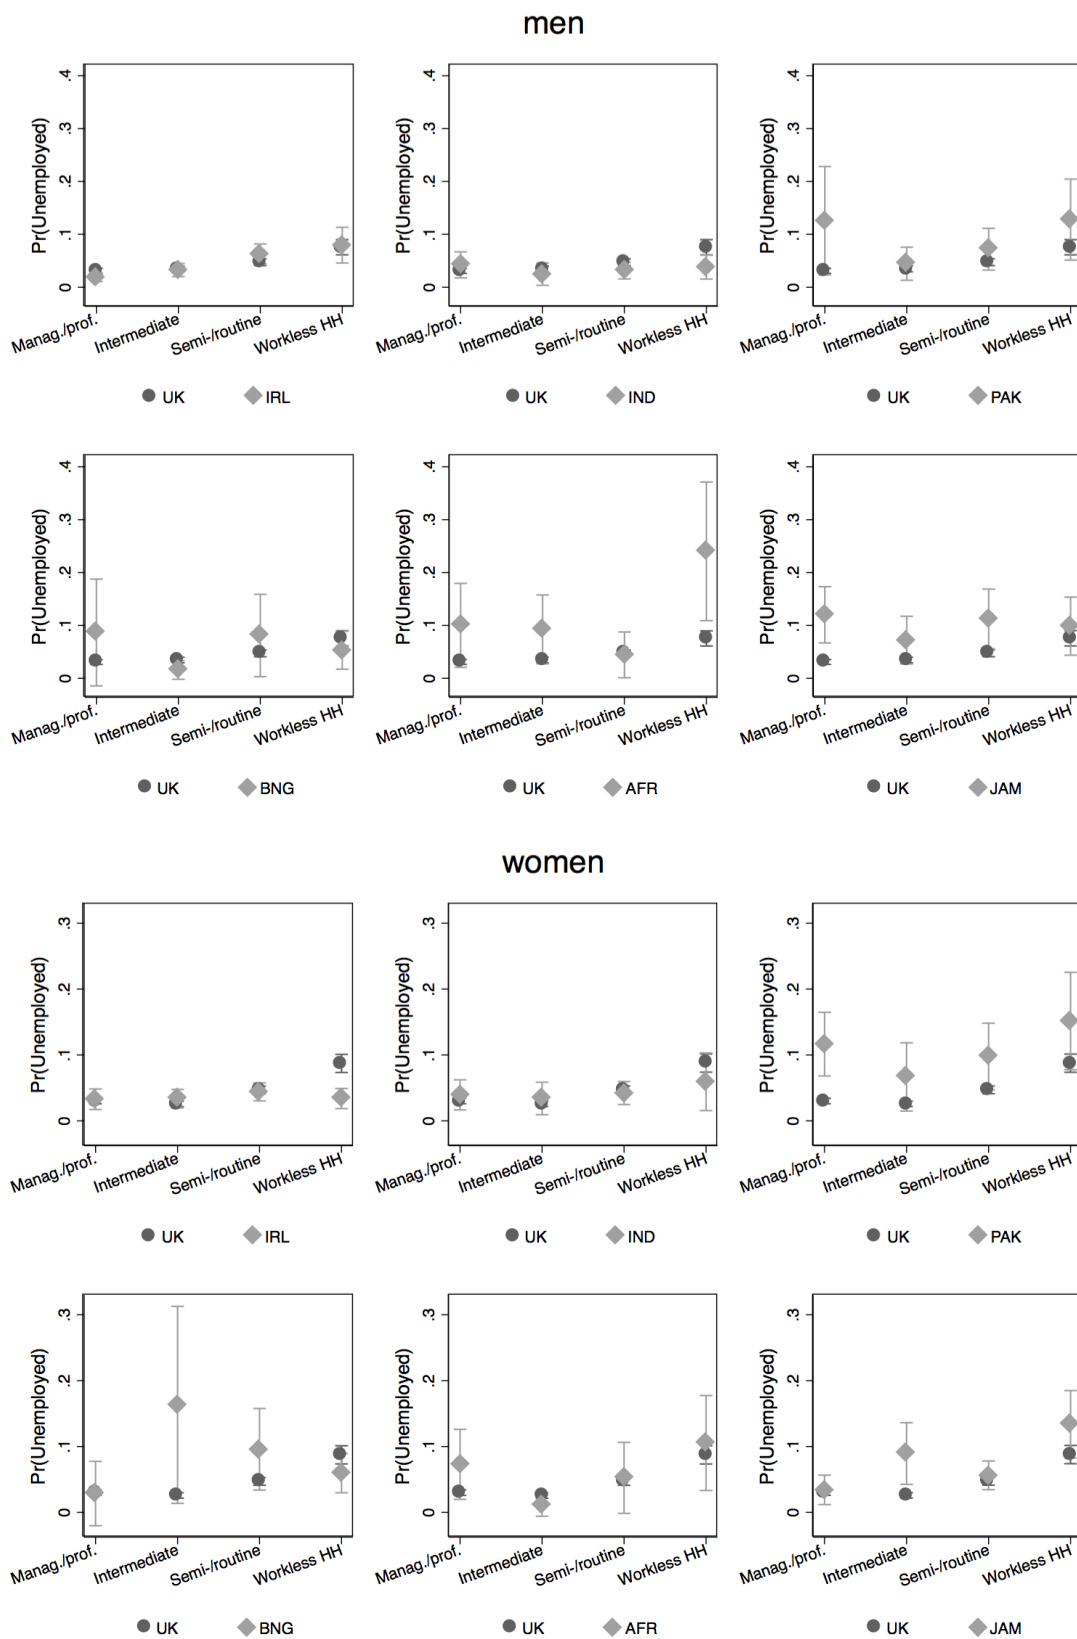 men
Pr(Unemployed) Pr(Unemployed) Pr(Unemployed)
.4 .4 .4
.3 .3 .3
.2 .2 .2
.1 .1 .1
0 0 0
Manag./prof. Intermediate Semi-/routine Workless HH Manag./prof. Intermediate Semi-/routine Workless HH Manag./prof. Intermediate Semi-/routine Workless HH
UK IRL UK IND UK PAK
Pr(Unemployed) Pr(Unemployed) Pr(Unemployed)
.4 .4 .4
.3 .3 .3
.2 .2 .2
.1 .1 .1
0 0 0
Manag./prof. Intermediate Semi-/routine Workless HH Manag./prof. Intermediate Semi-/routine Workless HH Manag./prof. Intermediate Semi-/routine Workless HH
UK BNG UK AFR UK JAM
women
Pr(Unemployed) Pr(Unemployed) Pr(Unemployed)
.3 .3 .3
.2 .2 .2
.1 .1 .1
0 0 0
Manag./prof. Intermediate Semi-/routine Workless HH Manag./prof. Intermediate Semi-/routine Workless HH Manag./prof. Intermediate Semi-/routine Workless HH
UK IRL UK IND UK PAK
Pr(Unemployed) Pr(Unemployed) Pr(Unemployed)
.3 .3 .3
.2 .2 .2
.1 .1 .1
0 0 0
Manag./prof. Intermediate Semi-/routine Workless HH Manag./prof. Intermediate Semi-/routine Workless HH Manag./prof. Intermediate Semi-/routine Workless HH
UK BNG UK AFR UK JAM